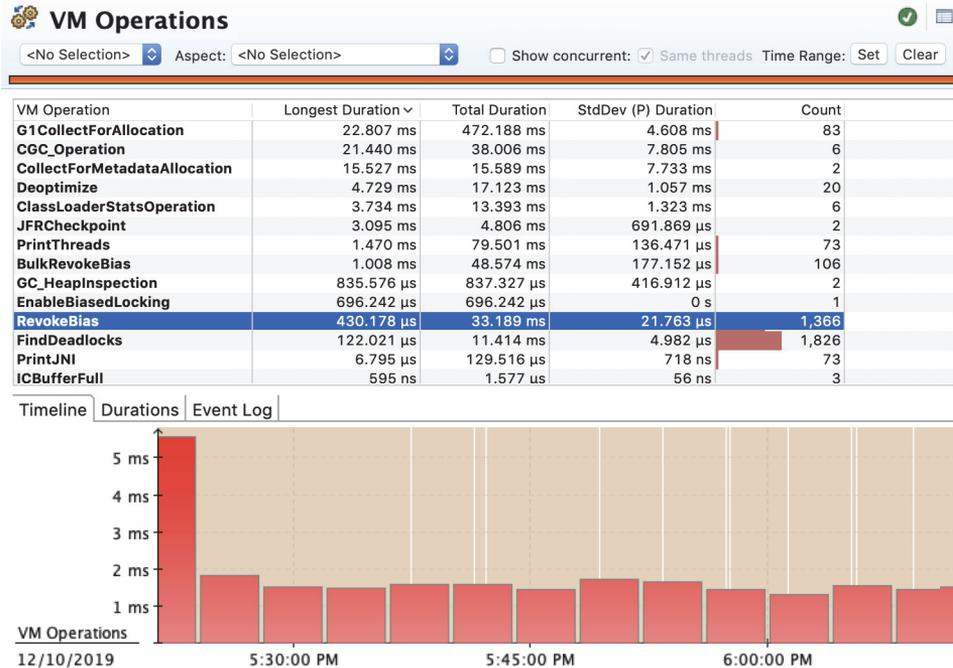 VM Operations
<No Selection> Aspect: <No Selection> Show concurrent: Same threads Time Range: Set Clear
VM Operation Longest Duration Total Duration StdDev (P) Duration Count
G1CollectForAllocation 22.807 ms 472.188 ms 4.608 ms 83
CGC_Operation 21.440 ms 38.006 ms 7.805 ms 6
CollectForMetadataAllocation 15.527 ms 15.589 ms 7.733 ms 2
Deoptimize 4.729 ms 17.123 ms 1.057 ms 20
ClassLoaderStatsOperation 3.734 ms 13.393 ms 1.323 ms 6
JFRCheckpoint 3.095 ms 4.806 ms 691.869 µs 2
PrintThreads 1.470 ms 79.501 ms 136.471 µs 73
BulkRevokeBias 1.008 ms 48.574 ms 177.152 µs 106
GC_HeapInspection 835.576 µs 837.327 µs 416.912 µs 2
EnableBiasedLocking 696.242 µs 696.242 µs 0 s 1
RevokeBias 430.178 µs 33.189 ms 21.763 µs 1,366
FindDeadlocks 122.021 µs 11.414 ms 4.982 µs 1,826
PrintJNI 6.795 µs 129.516 µs 718 ns 73
ICBufferFull 595 ns 1.577 µs 56 ns 3
Timeline Durations Event Log
5 ms
4 ms
3 ms
2 ms
1 ms
VM Operations
12/10/2019 5:30:00 PM 5:45:00 PM 6:00:00 PM